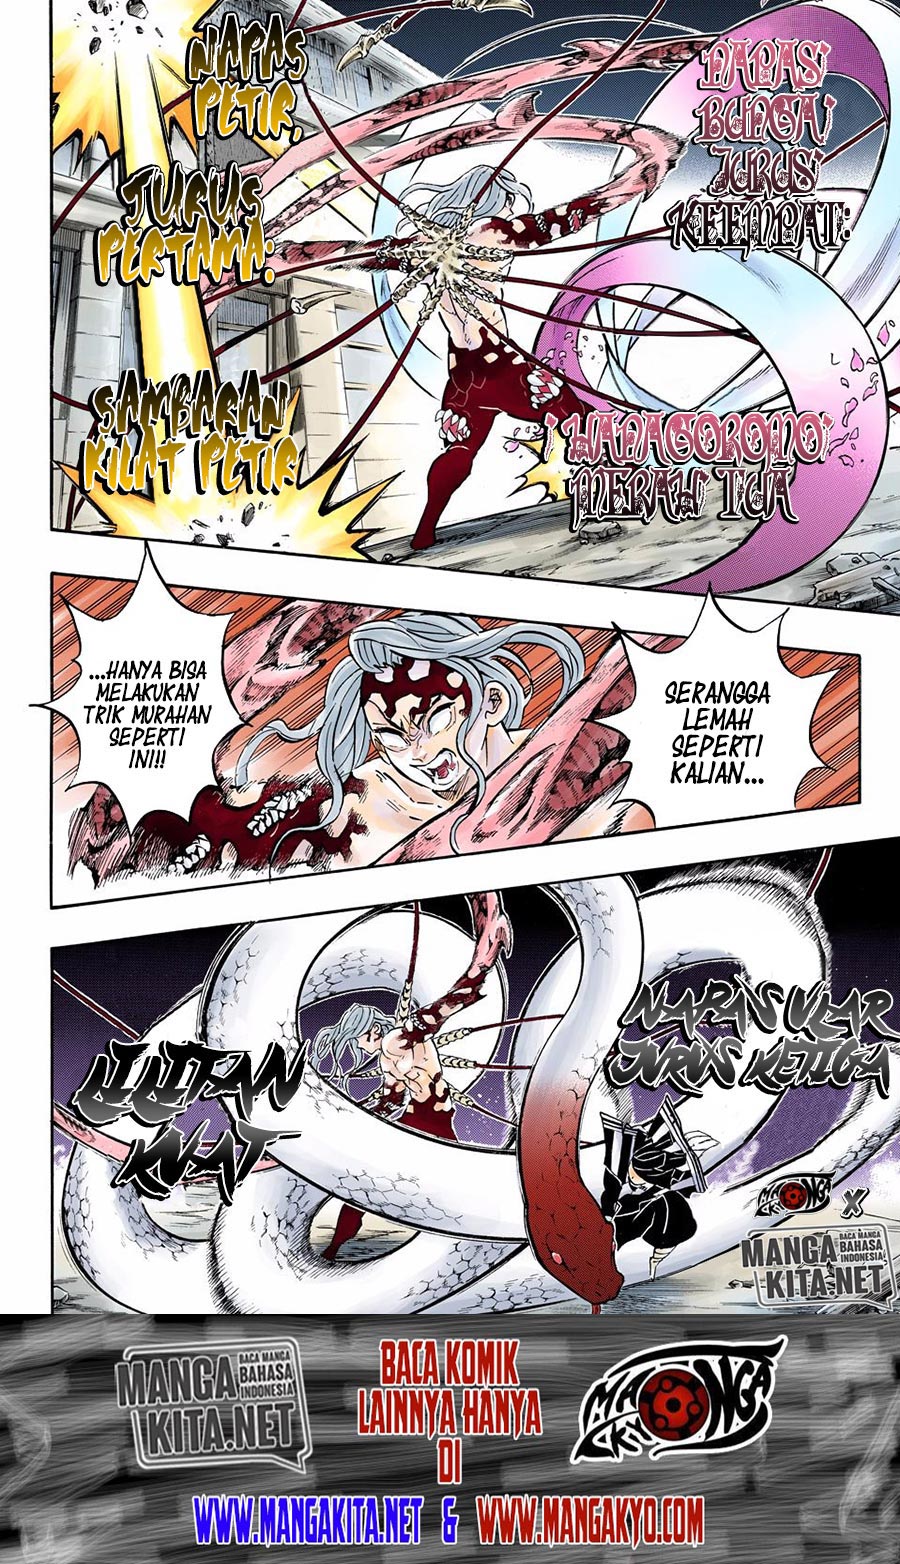 NAPAS
BUNGA
JURUS
KEEMPAT:
HANAGOROMO
MERAH TUA
NAPAS
PETIR,
JURUS
PERTAMA:
SAMBARAN
KILAT PETIR
SERANGGA
LEMAH
SEPERTI
KALIAN...
...HANYA BISA
MELAKUKAN
TRIK MURAHAN
SEPERTI
INI!!
NAPAS ULAR
JURUS KETIGA
LILITAN
KUAT
MANGAKYO X
MANGA BACA MANGA
BAHASA
INDONESIA
KITA.NET
MANGA BACA MANGA
BAHASA
INDONESIA
KITA.NET
BACA KOMIK
LAINNYA HANYA
DI
MANGAKYO
WWW.MANGAKITA.NET & WWW.MANGAKYO.COM